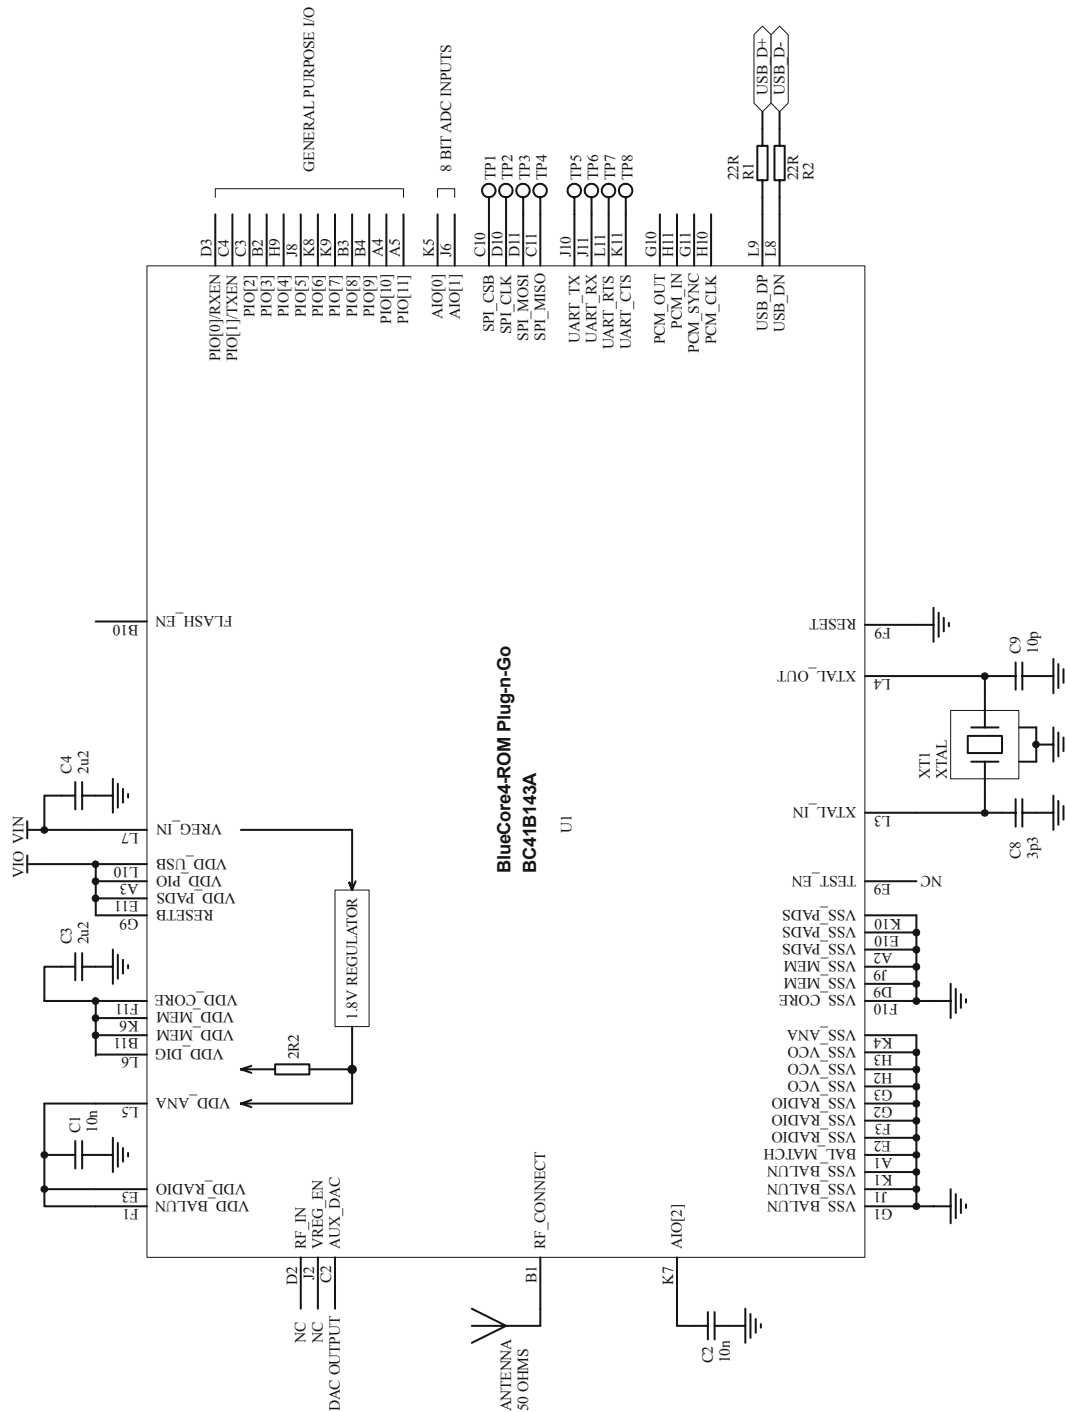 GENERAL PURPOSE I/O
8 BIT ADC INPUTS
D3
C4
C3
B2
H9
J8
K8
K9
B3
B4
A4
A5
K5
J6
C10
D10
D11
C11
TP1
TP2
TP3
TP4
J10
J11
L11
K11
TP5
TP6
TP7
TP8
G10
H11
G11
H10
L9
L8
22R
R1
22R
R2
USB_D+
USB_D-
PIO[0]/RXEN
PIO[1]/TXEN
PIO[2]
PIO[3]
PIO[4]
PIO[5]
PIO[6]
PIO[7]
PIO[8]
PIO[9]
PIO[10]
PIO[11]
AIO[0]
AIO[1]
SPI_CSB
SPI_CLK
SPI_MOSI
SPI_MISO
UART_TX
UART_RX
UART_RTS
UART_CTS
PCM_OUT
PCM_IN
PCM_SYNC
PCM_CLK
USB_DP
USB_DN
B10
FLASH_EN
VIN
C4
2u2
L7
VREG_IN
VIO
L10
VDD_USB
A3
VDD_PIO
E11
VDD_PADS
G9
RESETB
C3
2u2
F11
VDD_CORE
K6
VDD_MEM
B11
VDD_MEM
L6
VDD_DIG
L5
VDD_ANA
C1
10n
E3
VDD_RADIO
F1
VDD_BALUN
1.8V REGULATOR
2R2
BlueCore4-ROM Plug-n-Go
BC41B143A
U1
RESET
F9
XTAL_OUT
L4
C9
10p
XT1
XTAL
XTAL_IN
L3
C8
3p3
TEST_EN
E9
NC
VSS_PADS
K10
VSS_PADS
E10
VSS_PADS
A2
VSS_MEM
J9
VSS_MEM
D9
VSS_CORE
F10
VSS_ANA
K4
VSS_VCO
H3
VSS_VCO
H2
VSS_VCO
G3
VSS_RADIO
G2
VSS_RADIO
F3
VSS_RADIO
E2
BAL_MATCH
A1
VSS_BALUN
K1
VSS_BALUN
J1
VSS_BALUN
G1
RF_IN
VREG_EN
AUX_DAC
D2
J2
C2
NC
NC
DAC OUTPUT
RF_CONNECT
B1
ANTENNA
50 OHMS
AIO[2]
K7
C2
10n